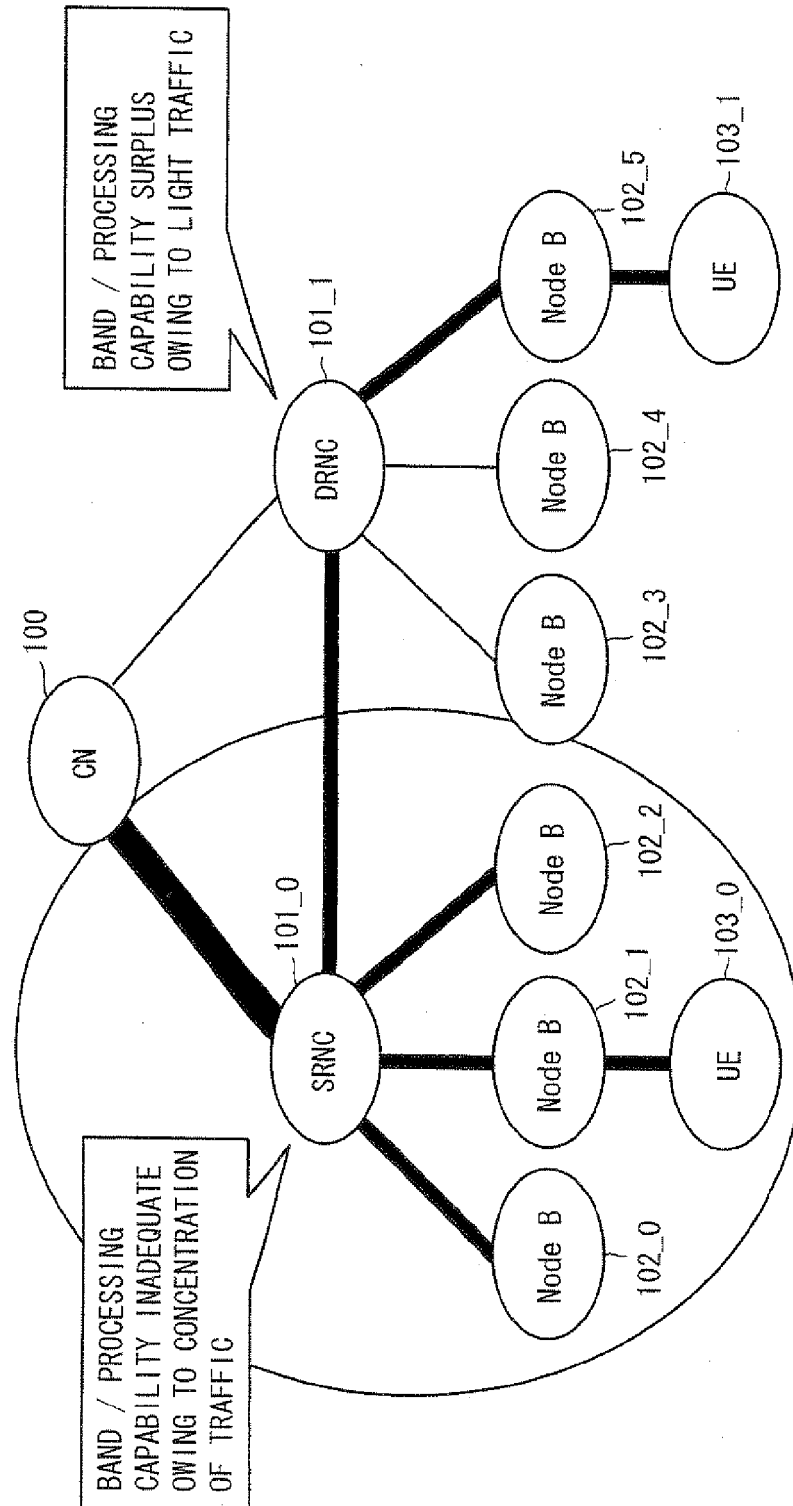 BAND / PROCESSING
CAPABILITY INADEQUATE
OWING TO CONCENTRATION
OF TRAFFIC
BAND / PROCESSING
CAPABILITY SURPLUS
OWING TO LIGHT TRAFFIC
CN
100
SRNC
101_0
DRNC
101_1
Node B
102_0
Node B
102_1
Node B
102_2
Node B
102_3
Node B
102_4
Node B
102_5
UE
103_0
UE
103_1